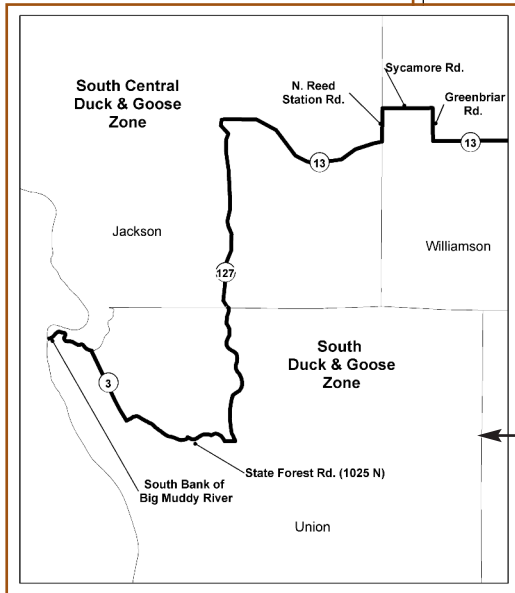 Sycamore Rd.
South Central
Duck & Goose
Zone
N. Reed
Station Rd.
Greenbriar
Rd.
13
13
Jackson
Williamson
127
South
Duck & Goose
Zone
3
State Forest Rd. (1025 N)
South Bank of
Big Muddy River
Union